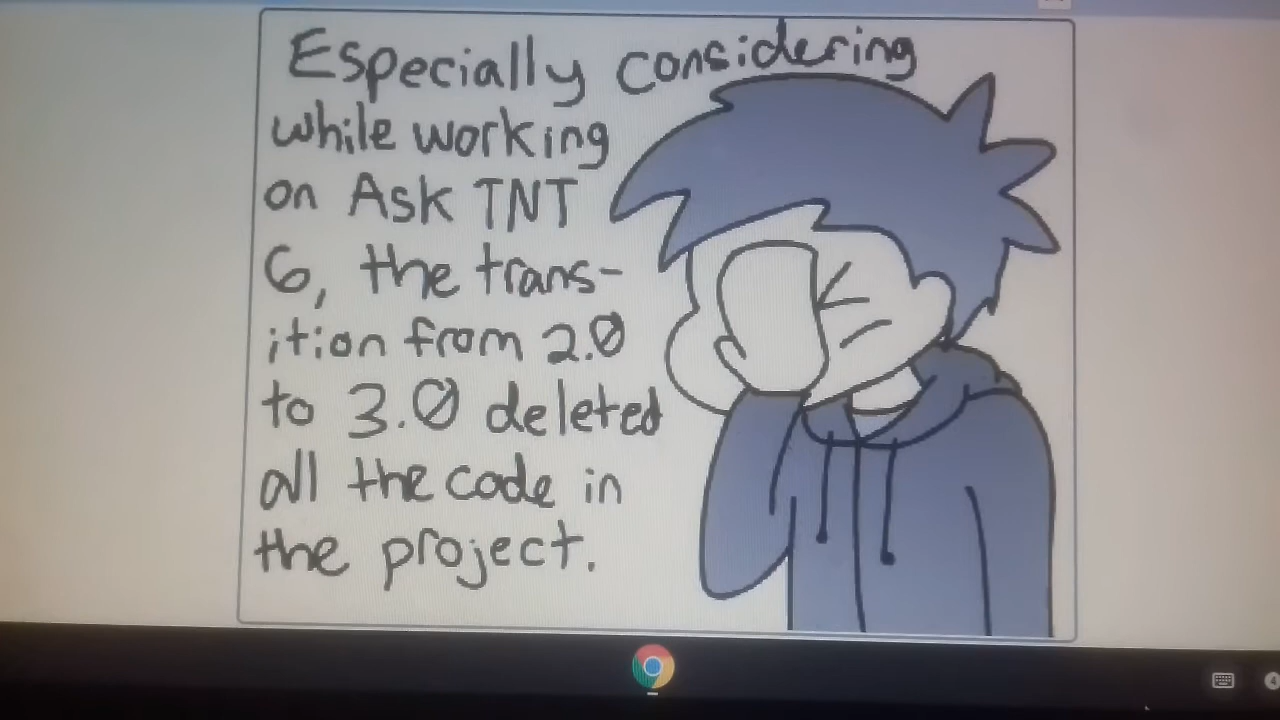 Especially considering
while working
on Ask TNT
6, the trans-
ition from 2.0
to 3.0 deleted
all the code in
the project.